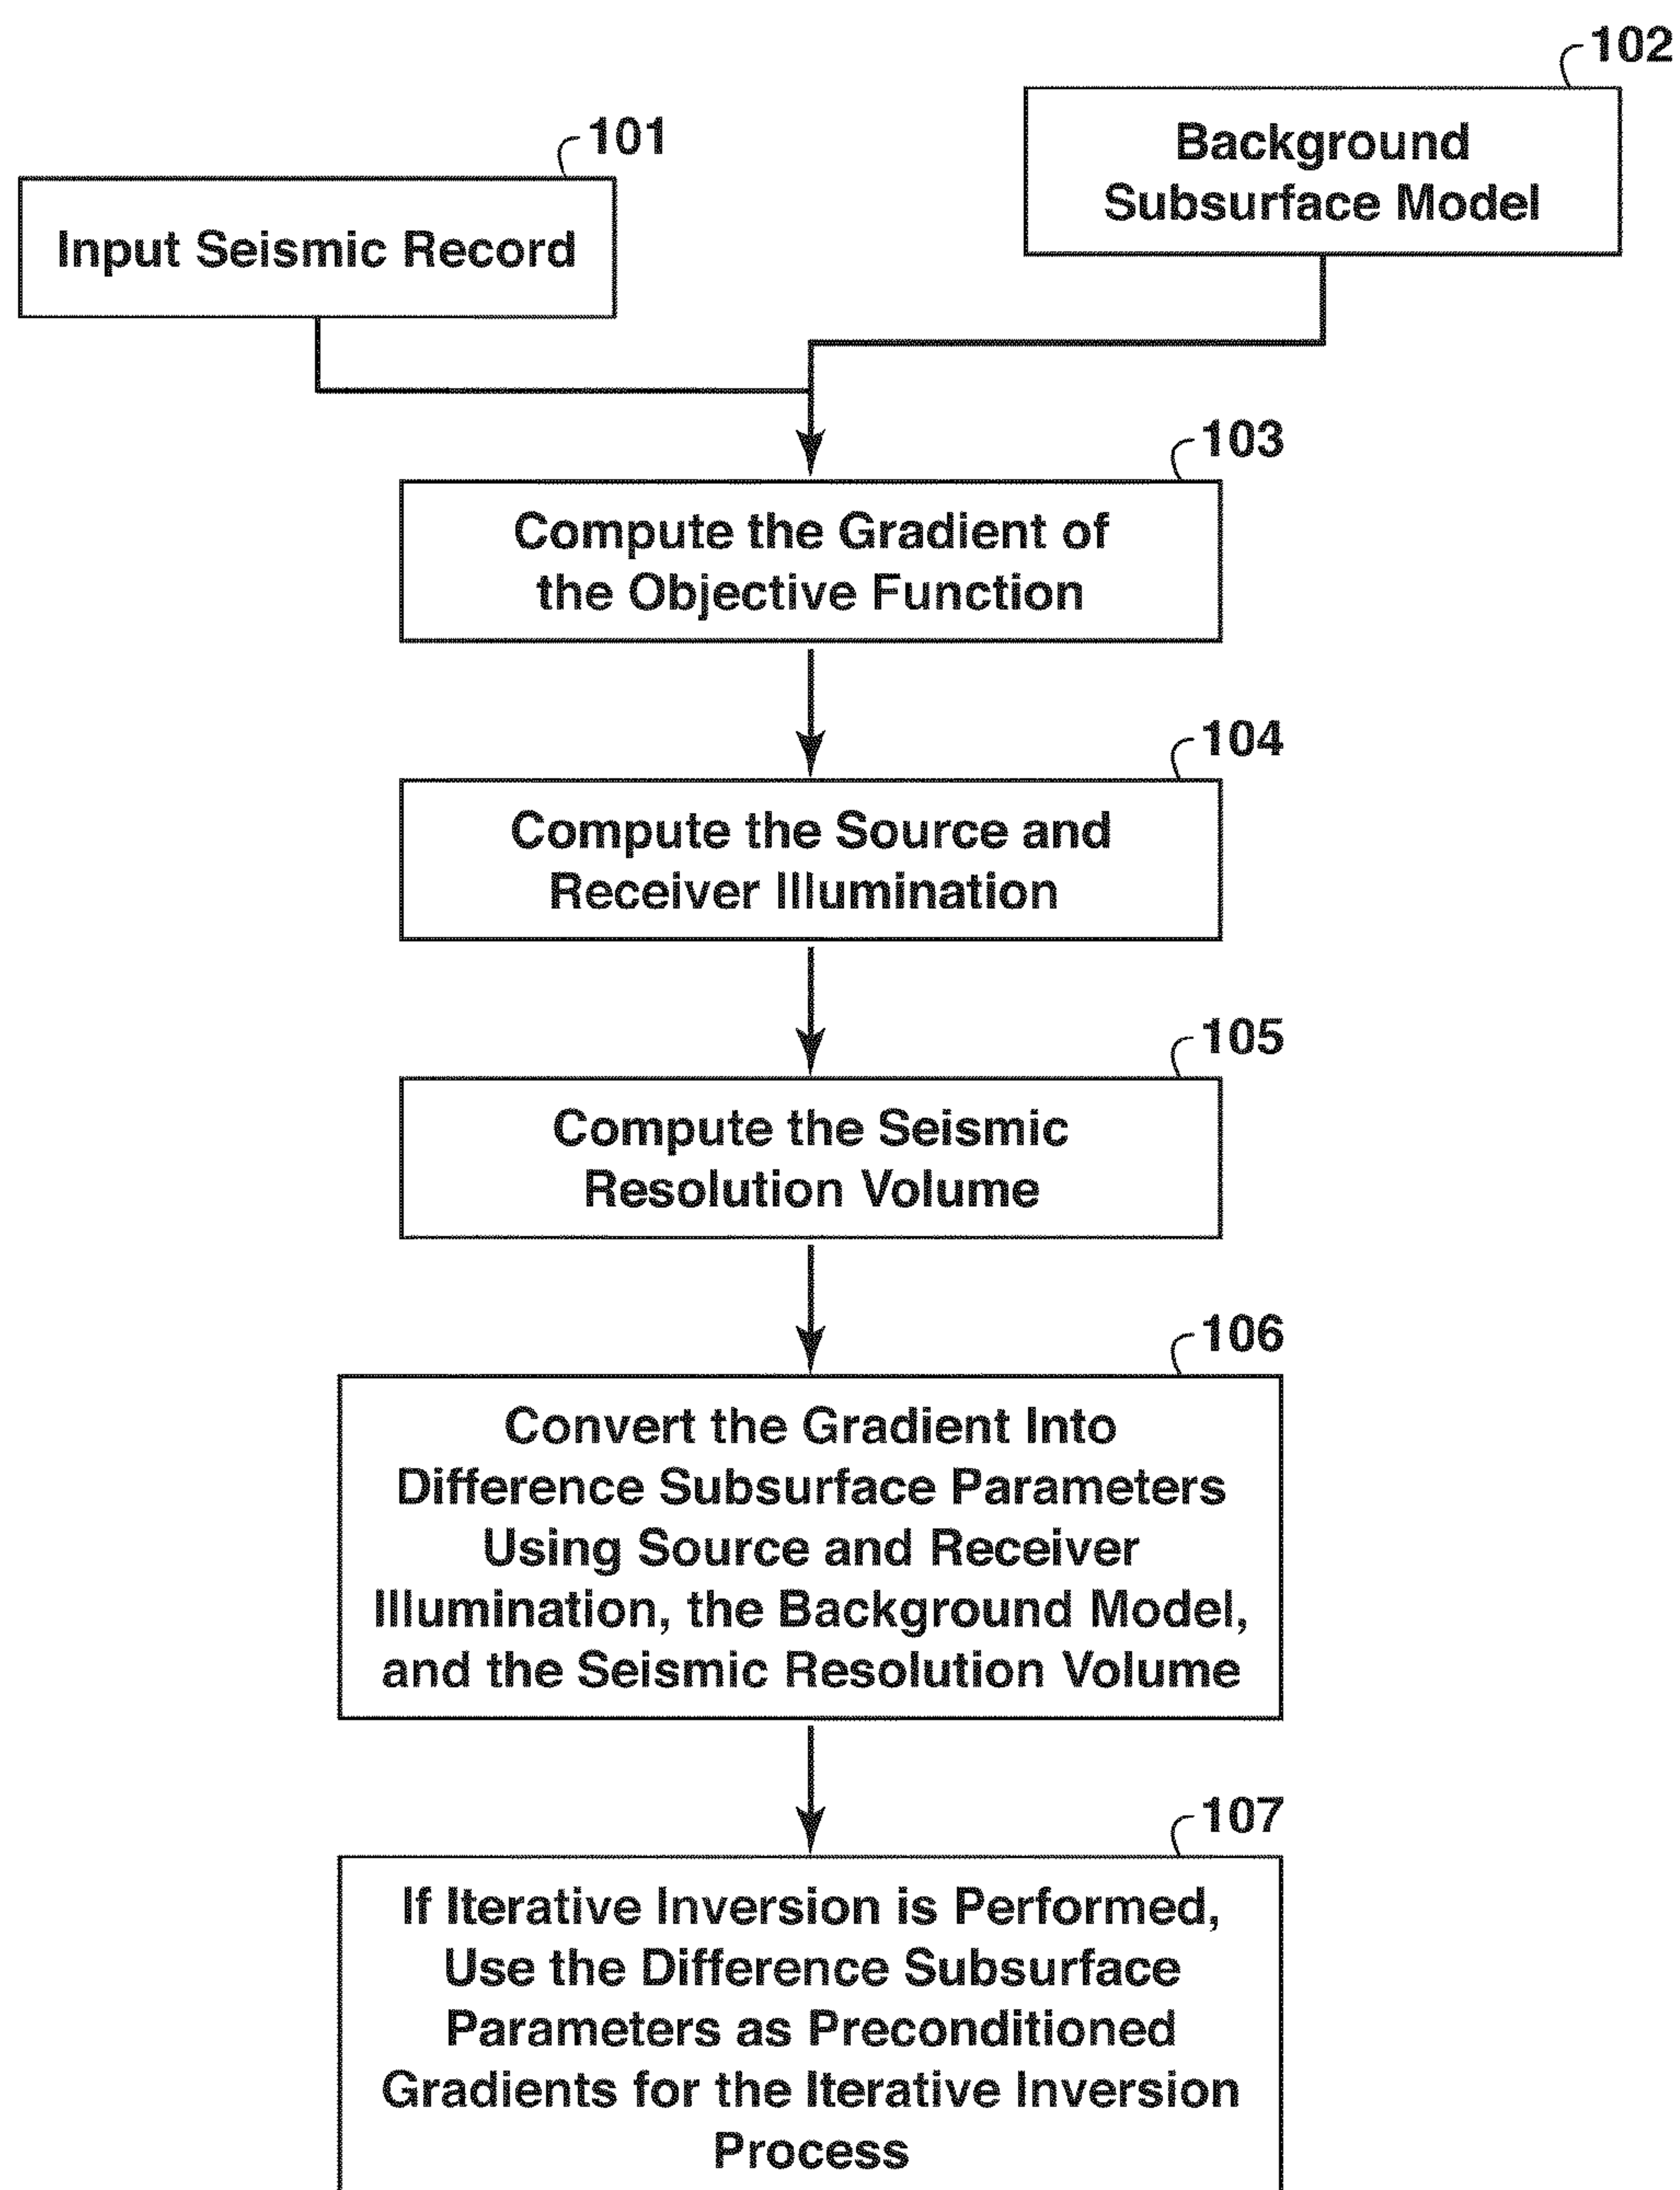 102
Background
Subsurface Model
101
Input Seismic Record
103
Compute the Gradient of
the Objective Function
104
Compute the Source and
Receiver Illumination
105
Compute the Seismic
Resolution Volume
106
Convert the Gradient Into
Difference Subsurface Parameters
Using Source and Receiver
Illumination, the Background Model,
and the Seismic Resolution Volume
107
If Iterative Inversion is Performed,
Use the Difference Subsurface
Parameters as Preconditioned
Gradients for the Iterative Inversion
Process